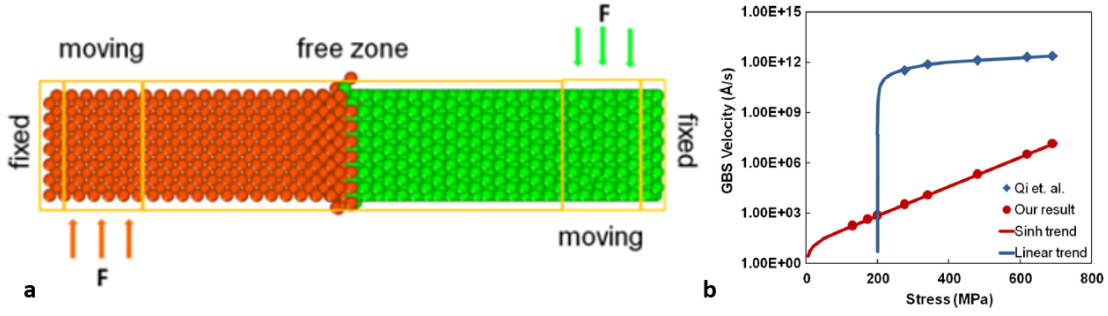 moving
free zone
F
fixed
fixed
moving
F
a
1.00E+15
1.00E+12
1.00E+09
1.00E+06
1.00E+03
1.00E+00
GBS Velocity (Å/s)
Qi et. al.
Our result
Sinh trend
Linear trend
0
200
400
600
800
Stress (MPa)
b